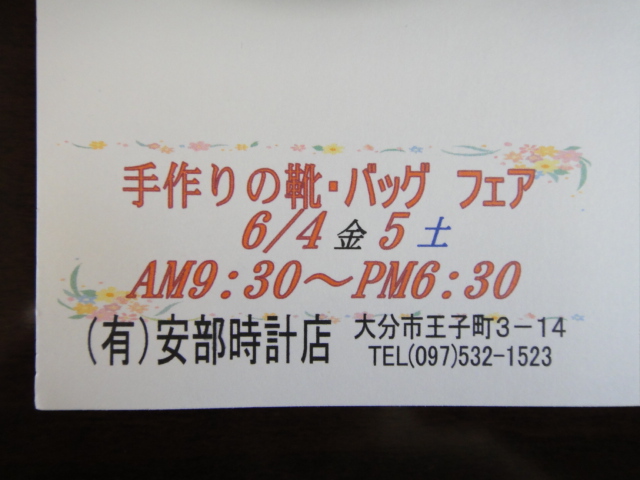 手作りの靴・バッグ フェア
6/4金5土
AM9:30〜PM6:30
(有)安部時計店 大分市王子町3-14
TEL(097)532-1523